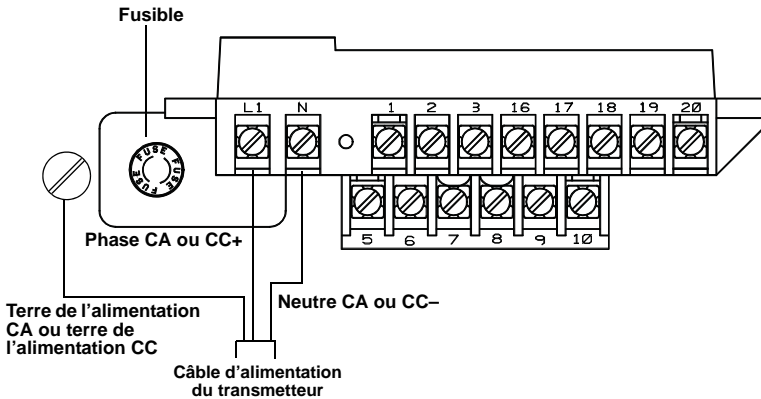 Fusible
L1 N 1 2 3 16 17 18 19 20
FUSE FUSE FUSE FUSE
5 6 7 8 9 10
Phase CA ou CC+
Neutre CA ou CC–
Terre de l'alimentation
CA ou terre de
l'alimentation CC
Câble d'alimentation
du transmetteur